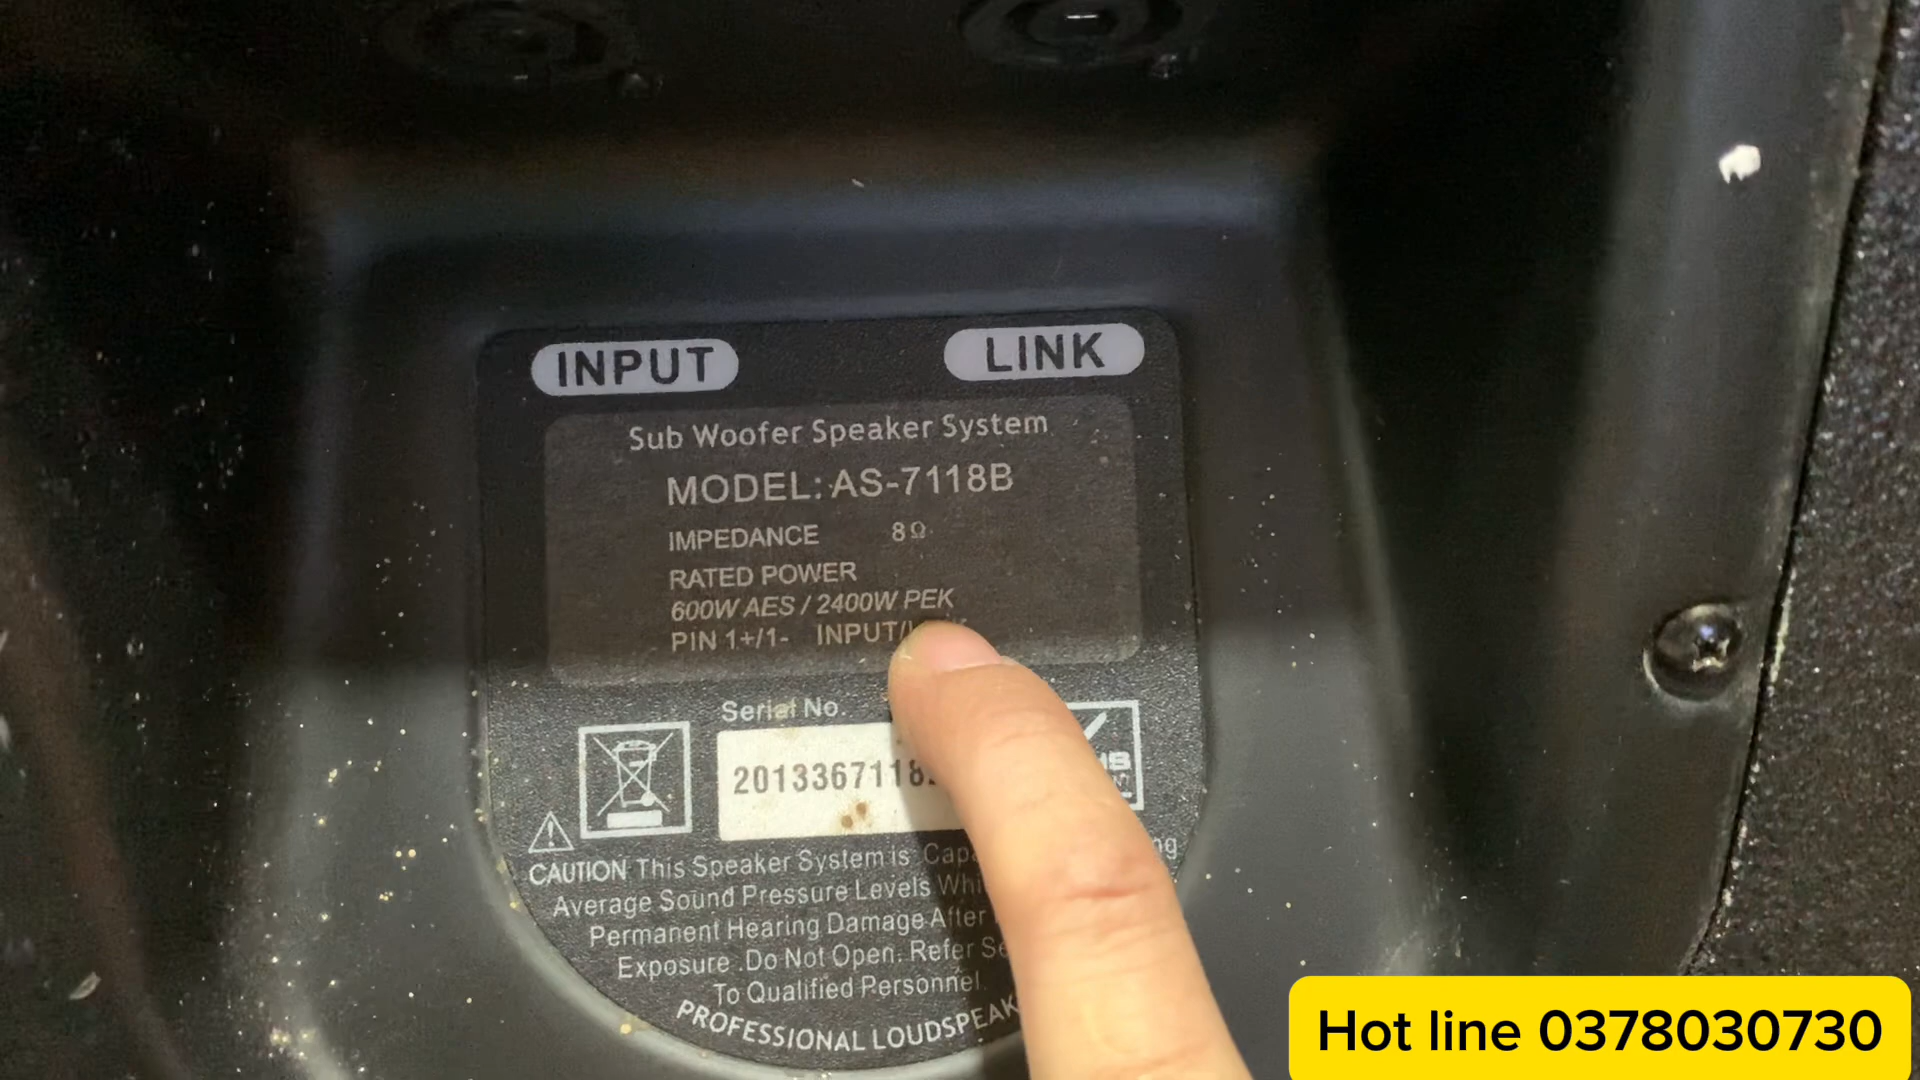 INPUT LINK
Sub Woofer Speaker System
MODEL: AS-7118B
IMPEDANCE 8Ω
RATED POWER
600W AES / 2400W PEK
PIN 1+/1- INPUT/
Serial No.
2013367118
CAUTION This Speaker System is
Average Sound Pressure Levels
Permanent Hearing Damage After
Exposure .Do Not Open. Refer
To Qualified Personnel.
PROFESSIONAL
Hot line 0378030730